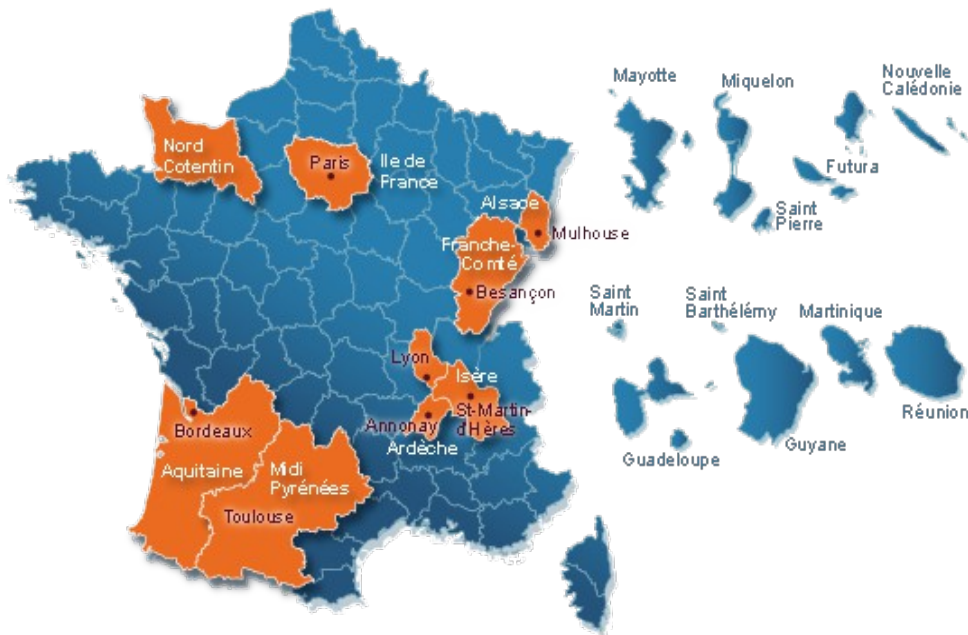 Nord
Cotentin
Paris
Ile de
France
Alsace
Mulhouse
Franche-
Comté
Besançon
Lyon
Isère
Annonay
St-Martin-
d'Hères
Ardèche
Bordeaux
Aquitaine
Midi
Pyrénées
Toulouse
Mayotte
Miquelon
Nouvelle
Calédonie
Futura
Saint
Pierre
Saint
Martin
Saint
Barthélémy
Martinique
Guadeloupe
Guyane
Réunion